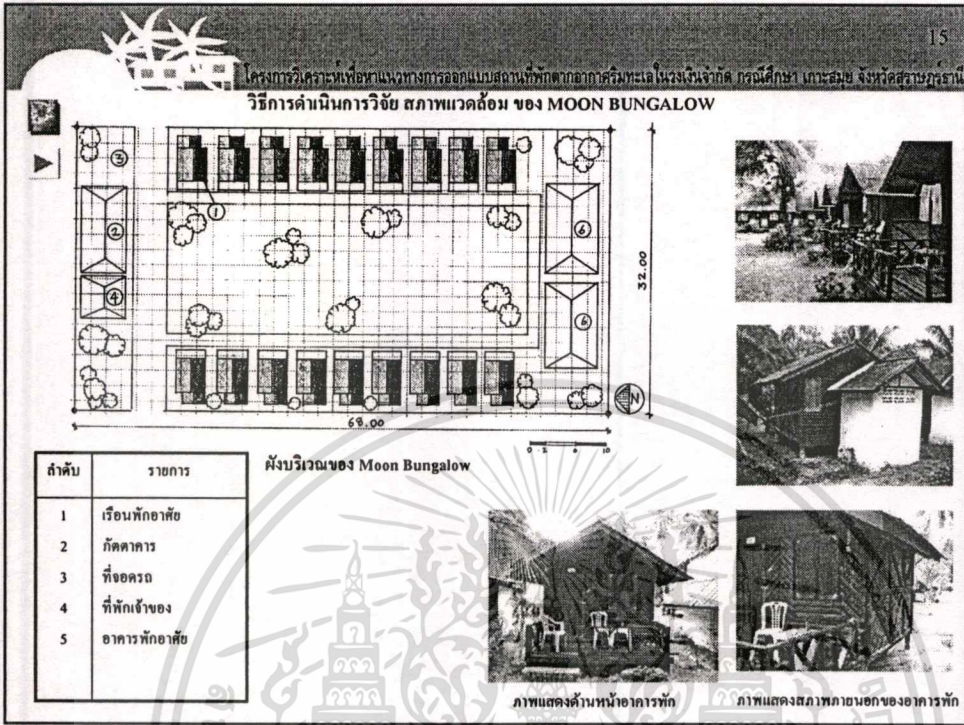 15
โครงการวิเคราะห์เพื่อหาแนวทางการออกแบบสถานที่พักตากอากาศริมทะเลในวงเงินจำกัด กรณีศึกษา เกาะสมุย จังหวัดสุราษฎร์ธานี
วิธีการดำเนินการวิจัย สภาพแวดล้อม ของ MOON BUNGALOW
3
1
2
6
4
6
32.00
N
68.00
0 2 6 10
ผังบริเวณของ Moon Bungalow
ลำดับ รายการ
1 เรือนพักอาศัย
2 ภัตตาคาร
3 ที่จอดรถ
4 ที่พักเจ้าของ
5 อาคารพักอาศัย
ภาพแสดงด้านหน้าอาคารพัก
ภาพแสดงสภาพภายนอกของอาคารพัก